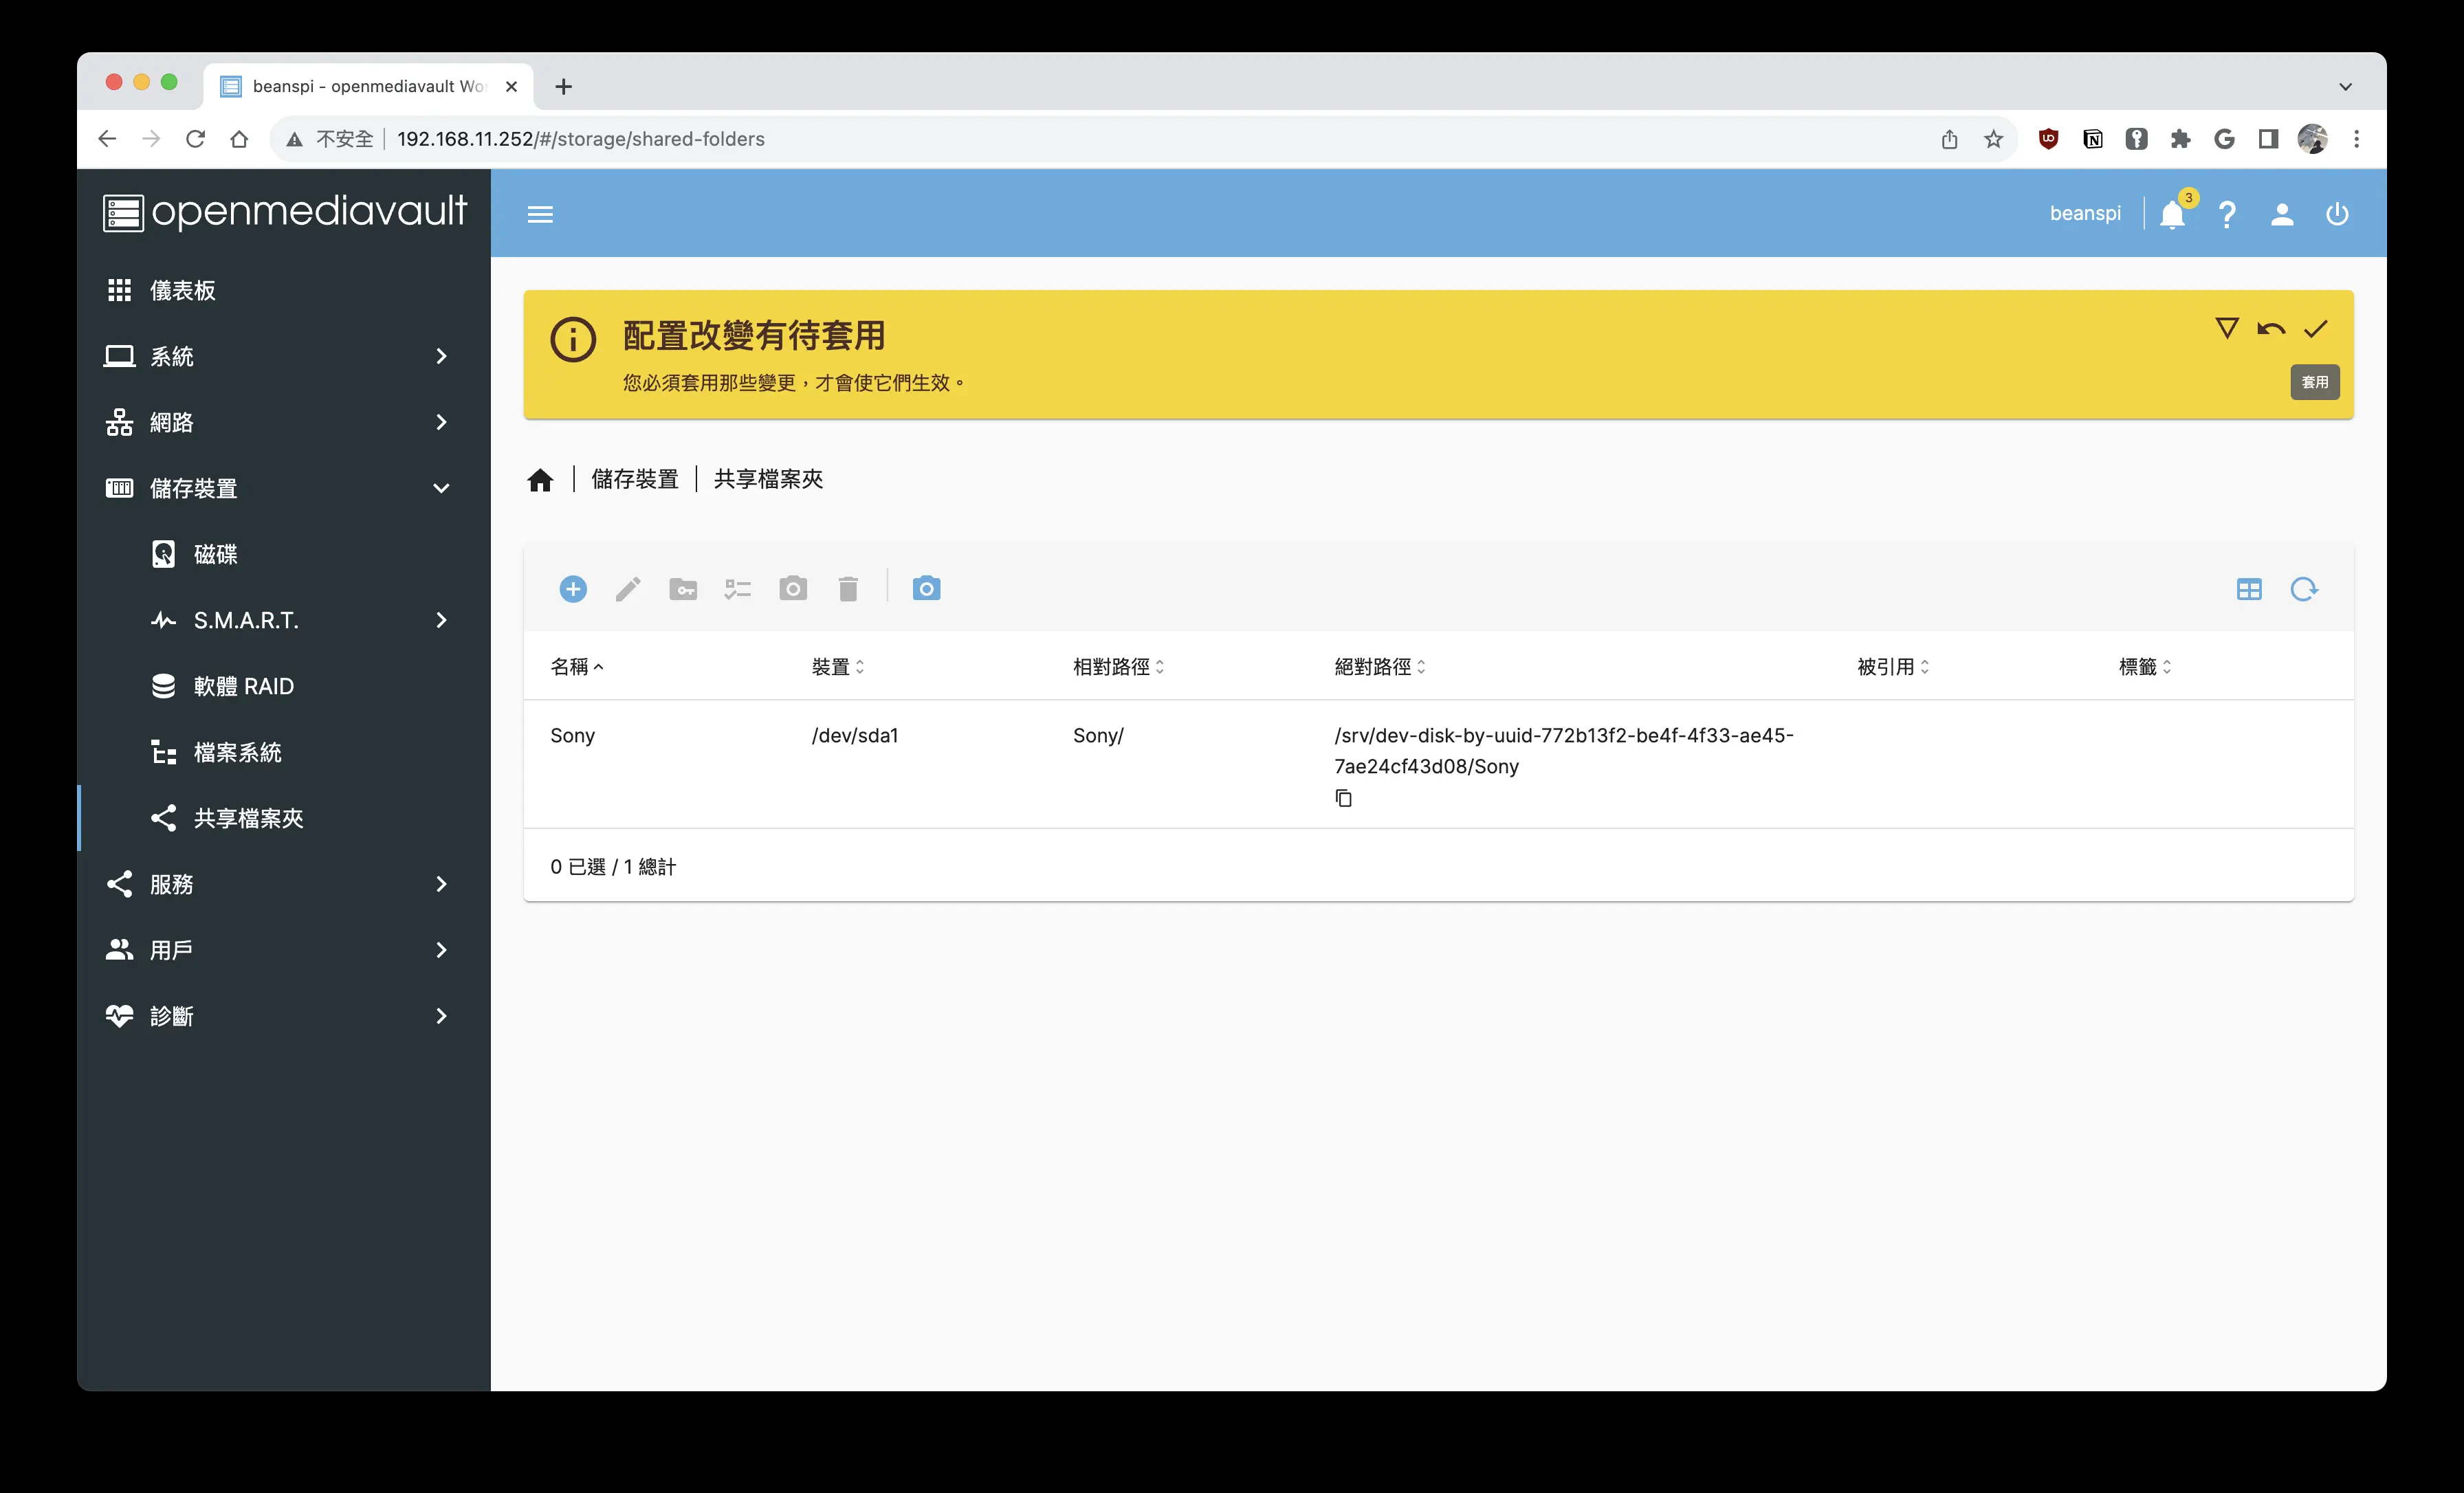 beanspi - openmediavault Wo
不安全
192.168.11.252/#/storage/shared-folders
openmediavault
beanspi
3
儀表板
系統
網路
儲存裝置
磁碟
S.M.A.R.T.
軟體 RAID
檔案系統
共享檔案夾
服務
用戶
診斷
配置改變有待套用
您必須套用那些變更，才會使它們生效。
套用
儲存裝置 共享檔案夾
名稱 裝置 相對路徑 絕對路徑 被引用 標籤
Sony /dev/sda1 Sony/ /srv/dev-disk-by-uuid-772b13f2-be4f-4f33-ae45-
7ae24cf43d08/Sony
0 已選 / 1 總計